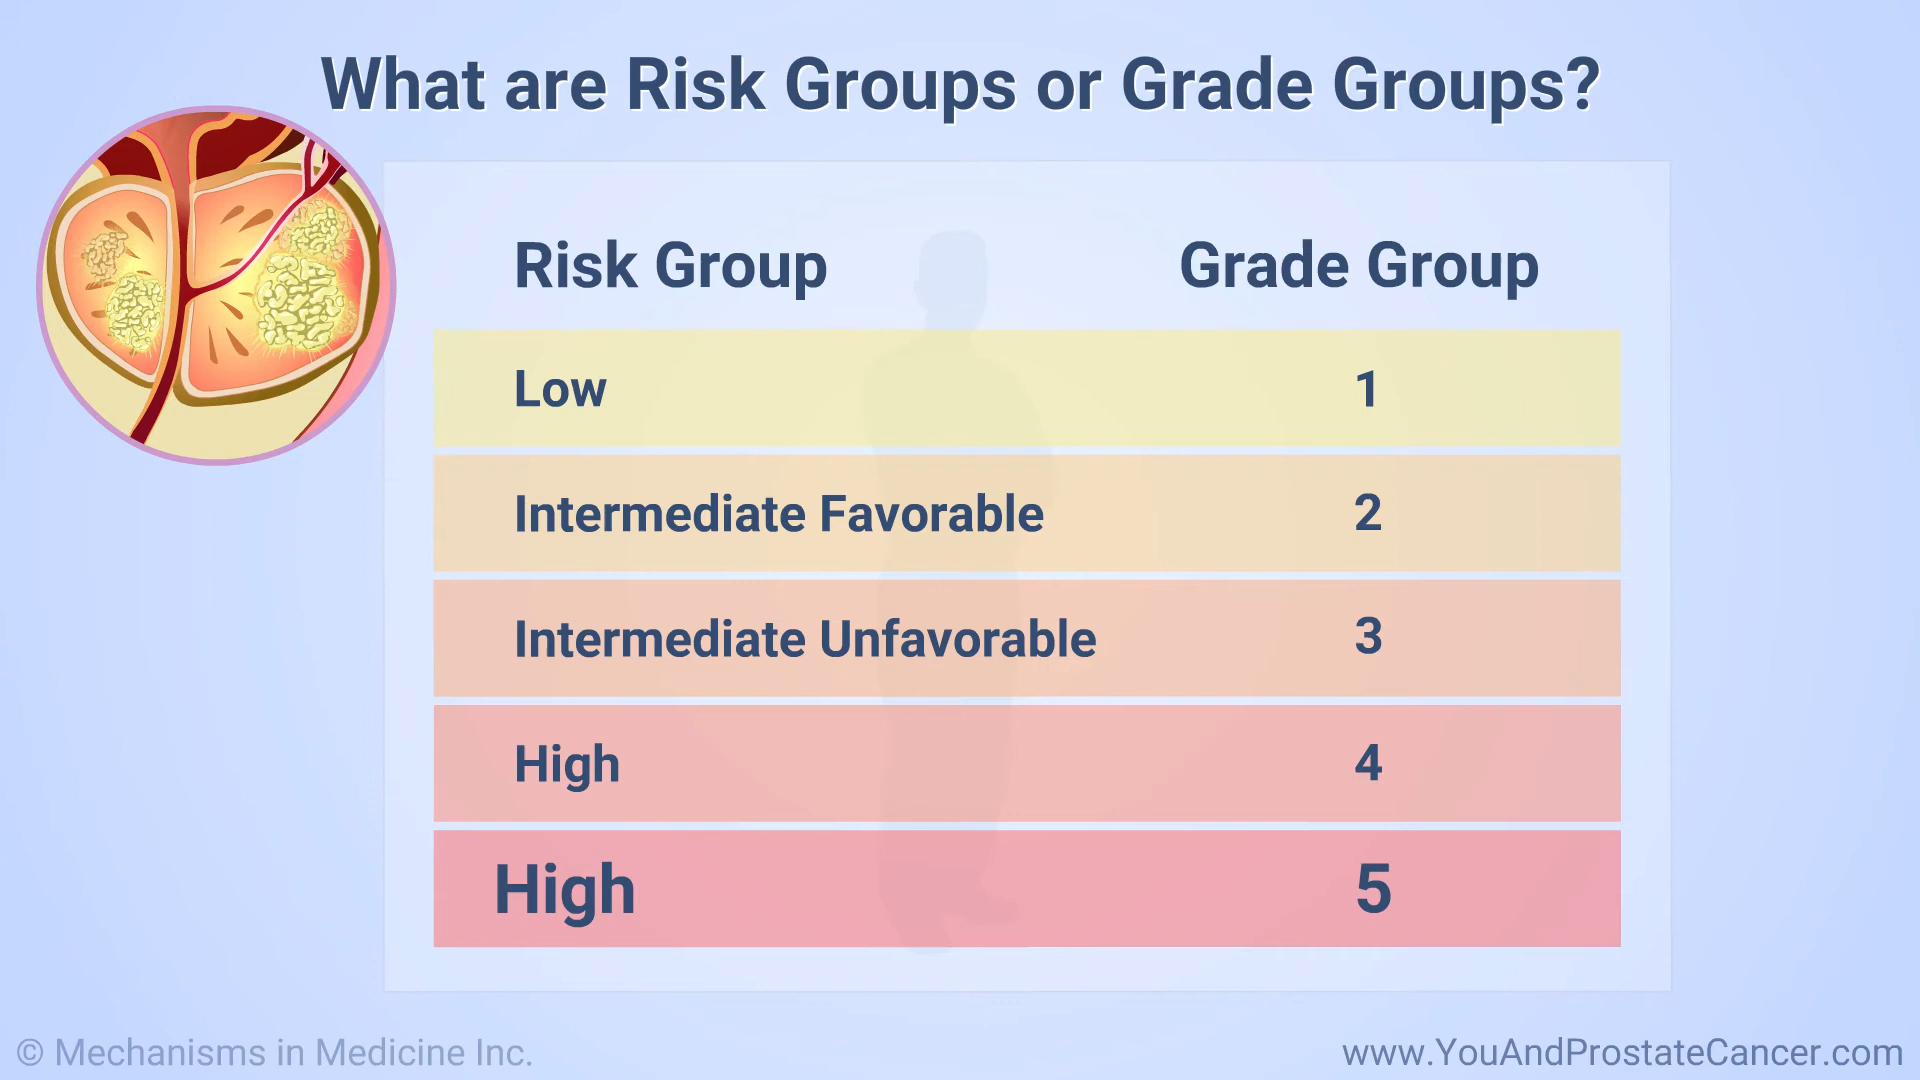 What are Risk Groups or Grade Groups?
Risk Group Grade Group
Low 1
Intermediate Favorable 2
Intermediate Unfavorable 3
High 4
High 5
© Mechanisms in Medicine Inc. www.YouAndProstateCancer.com